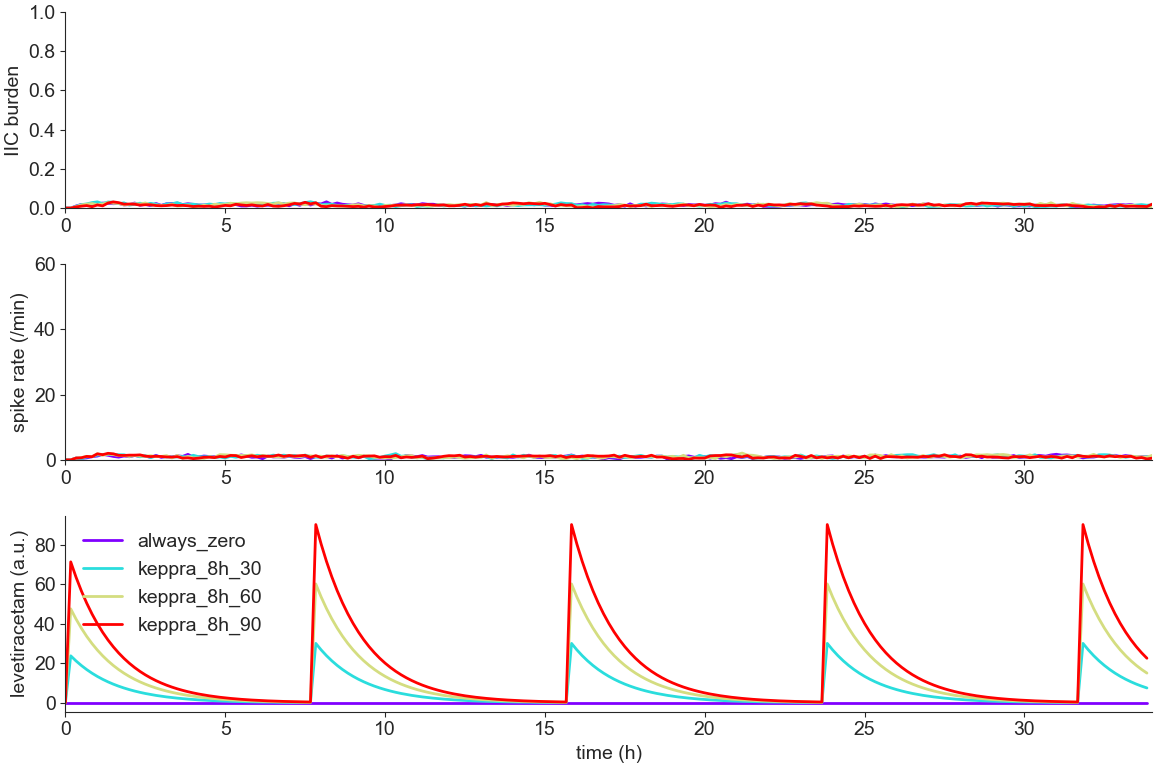 IIC burden
1.0
0.8
0.6
0.4
0.2
0.0
0 5 10 15 20 25 30
spike rate (/min)
60
40
20
0
0 5 10 15 20 25 30
levetiracetam (a.u.)
80
60
40
20
0
always_zero
keppra_8h_30
keppra_8h_60
keppra_8h_90
0 5 10 15 20 25 30
time (h)